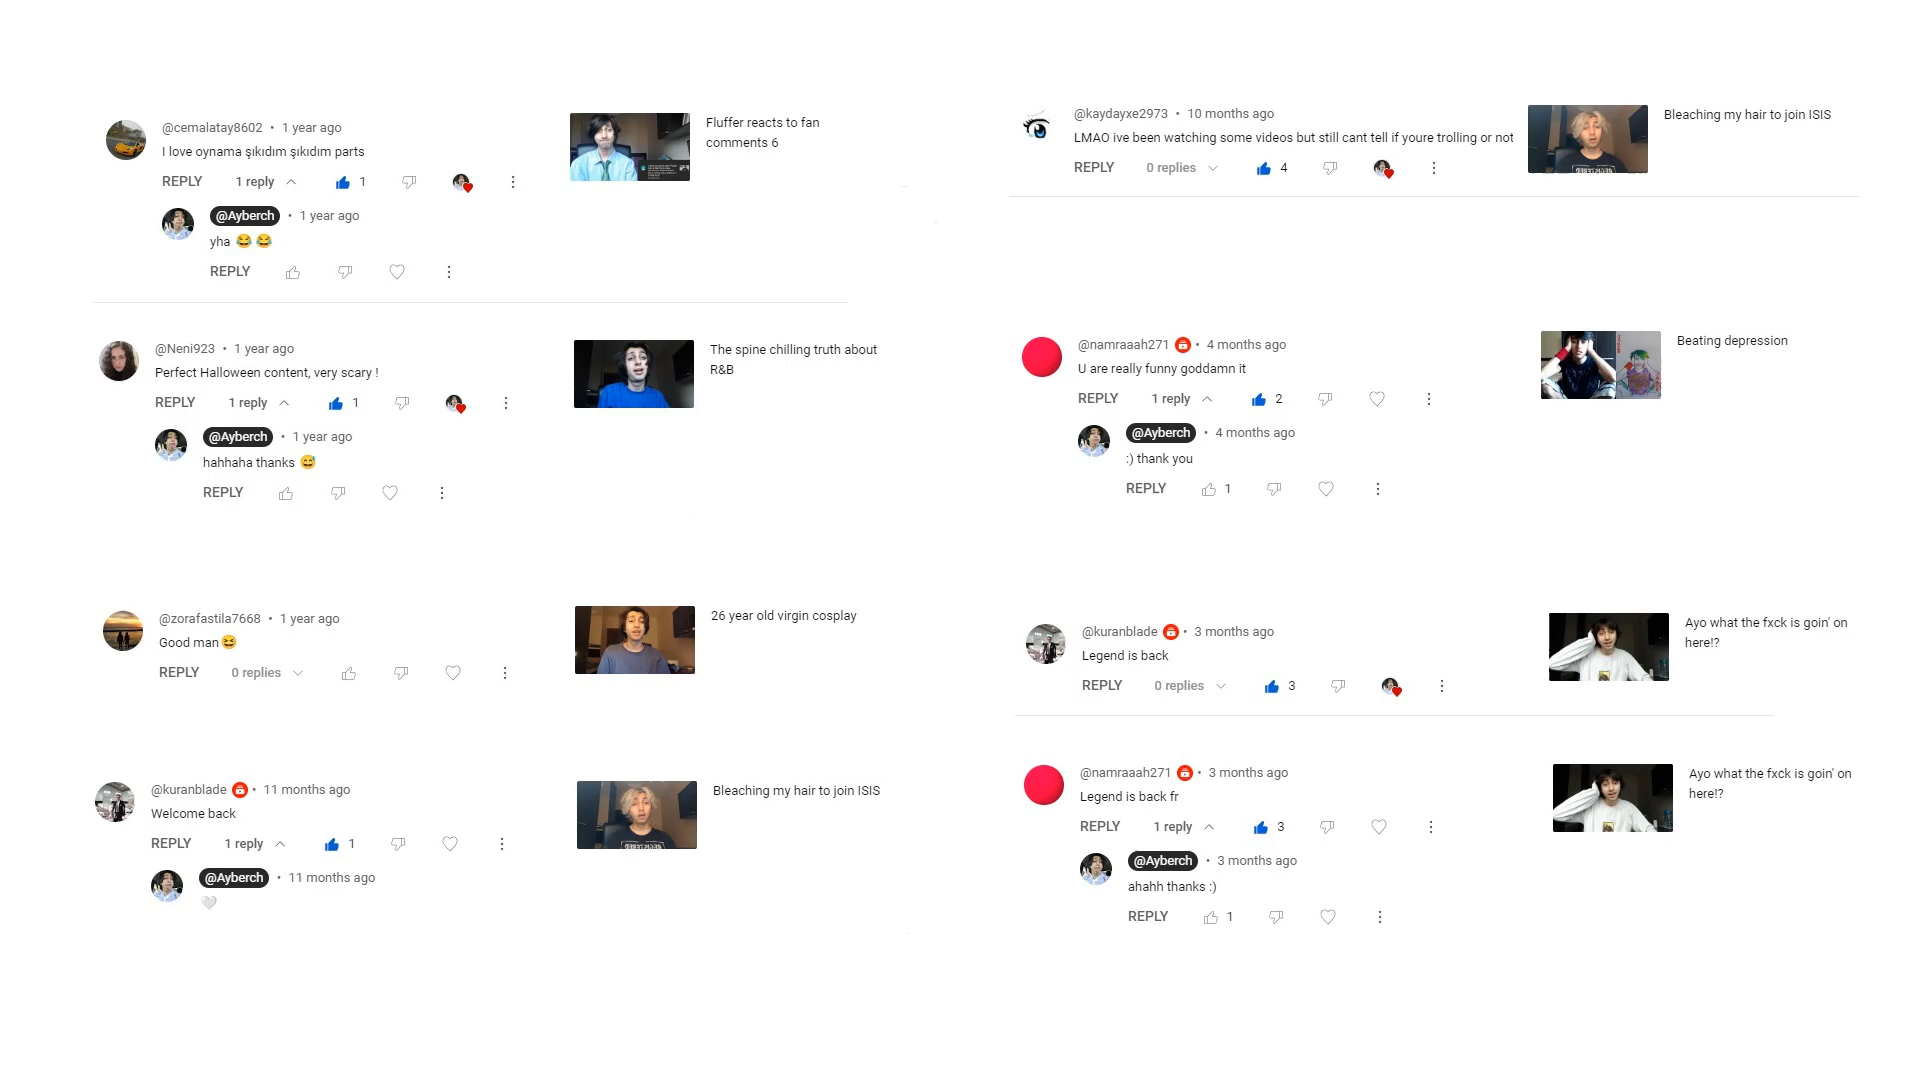 @cemalatay8602 • 1 year ago
I love oynama şıkıdım şıkıdım parts
REPLY 1 reply 1
@Ayberch • 1 year ago
yha 😂 😂
REPLY
Fluffer reacts to fan
comments 6
@Neni923 • 1 year ago
Perfect Halloween content, very scary !
REPLY 1 reply 1
@Ayberch • 1 year ago
hahhaha thanks 😅
REPLY
The spine chilling truth about
R&B
@zorafastila7668 • 1 year ago
Good man😆
REPLY 0 replies
26 year old virgin cosplay
@kuranblade • 11 months ago
Welcome back
REPLY 1 reply 1
@Ayberch • 11 months ago
🤍
Bleaching my hair to join ISIS
@kaydayxe2973 • 10 months ago
LMAO ive been watching some videos but still cant tell if youre trolling or not
REPLY 0 replies 4
Bleaching my hair to join ISIS
@namraaah271 • 4 months ago
U are really funny goddamn it
REPLY 1 reply 2
@Ayberch • 4 months ago
:) thank you
REPLY 1
Beating depression
@kuranblade • 3 months ago
Legend is back
REPLY 0 replies 3
Ayo what the fxck is goin' on
here!?
@namraaah271 • 3 months ago
Legend is back fr
REPLY 1 reply 3
@Ayberch • 3 months ago
ahahh thanks :)
REPLY 1
Ayo what the fxck is goin' on
here!?